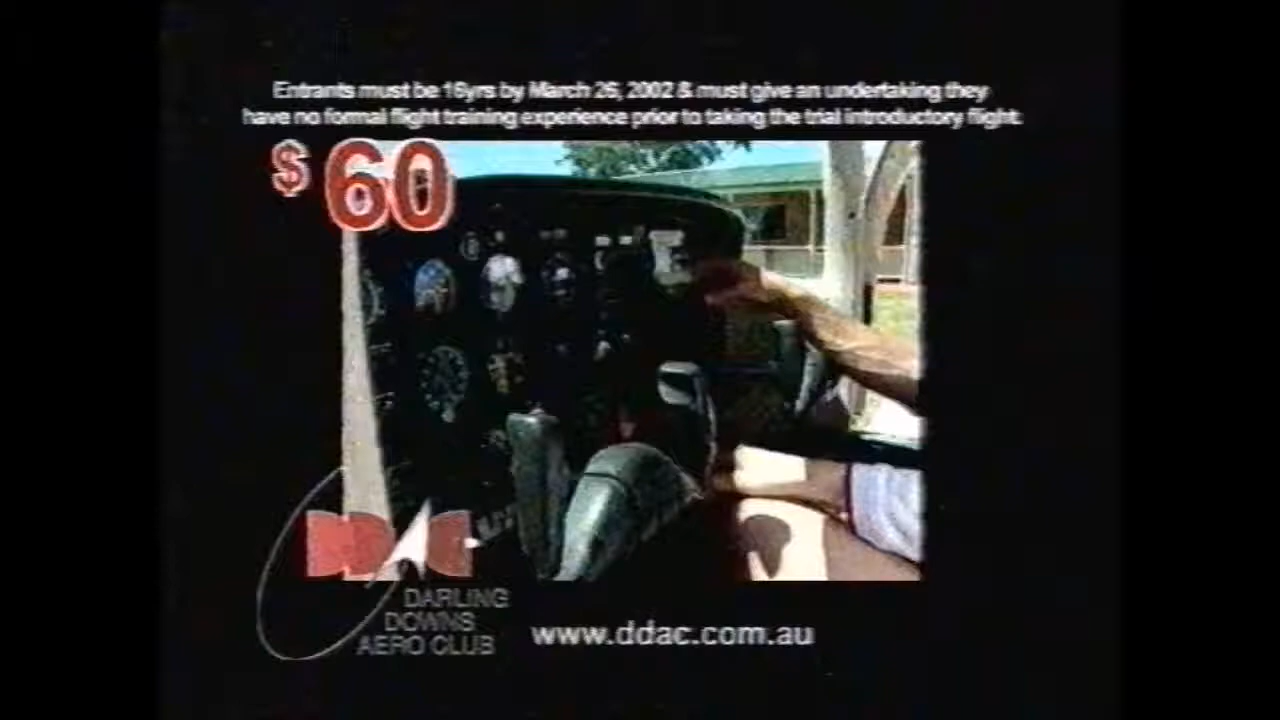 Entrants must be 16yrs by March 26, 2002 & must give an undertaking they
have no formal flight training experience prior to taking the trial introductory flight.
$60
DDAC
DARLING
DOWNS
AERO CLUB
www.ddac.com.au